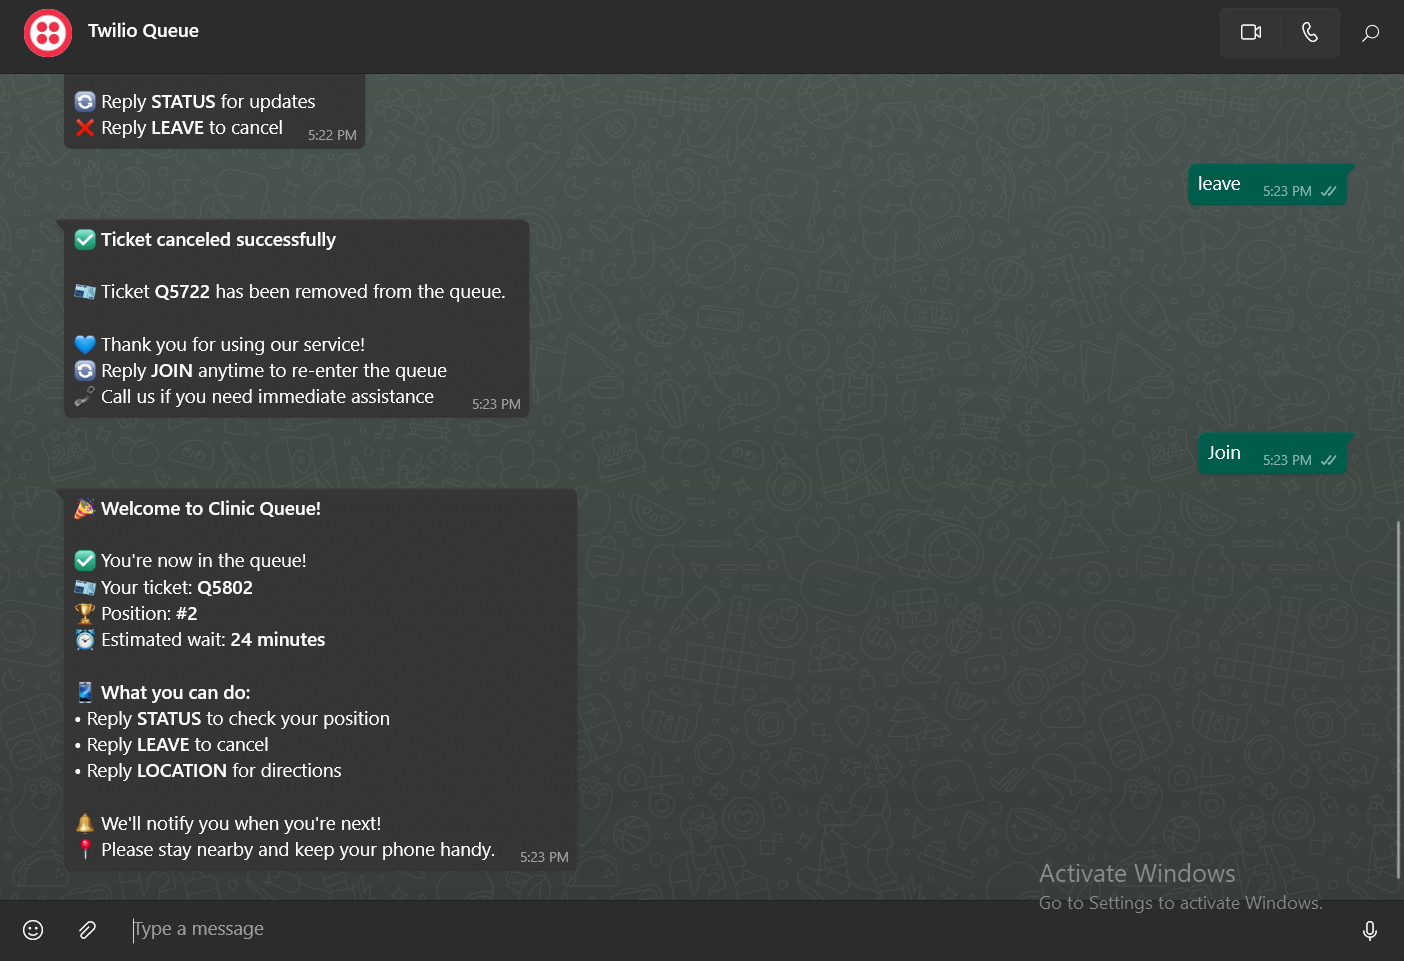 Twilio Queue
Reply STATUS for updates
Reply LEAVE to cancel
5:22 PM
leave
5:23 PM
Ticket canceled successfully
Ticket Q5722 has been removed from the queue.
Thank you for using our service!
Reply JOIN anytime to re-enter the queue
Call us if you need immediate assistance
5:23 PM
Join
5:23 PM
Welcome to Clinic Queue!
You're now in the queue!
Your ticket: Q5802
Position: #2
Estimated wait: 24 minutes
What you can do:
• Reply STATUS to check your position
• Reply LEAVE to cancel
• Reply LOCATION for directions
We'll notify you when you're next!
Please stay nearby and keep your phone handy.
5:23 PM
Activate Windows
Go to Settings to activate Windows.
Type a message